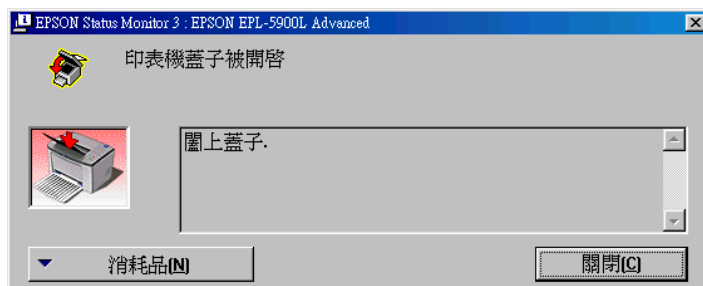 EPSON Status Monitor 3 : EPSON EPL-5900L Advanced
印表機蓋子被開啓
闔上蓋子.
消耗品(N)
關閉(C)